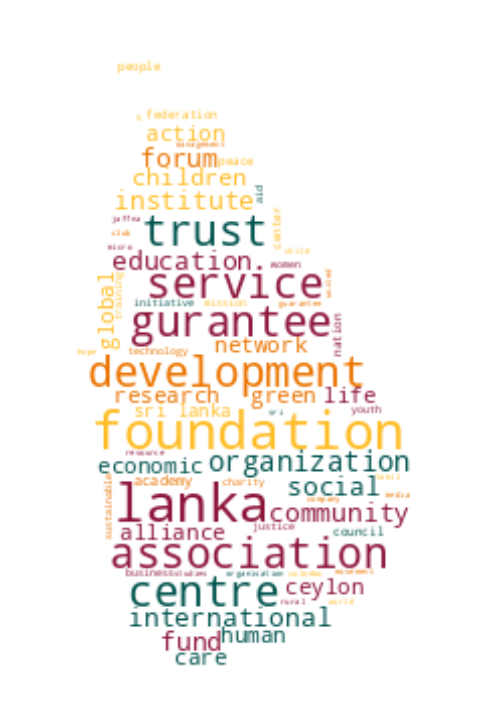 people
federation
action
management
forum peace
children
institute aid
jaffna trust center
club
micro child
education women
service
global training united
initiative mission guarantee
gurantee nation
network
hope technology
development
research green life
sri lanka sri youth
foundation
resource
economic organization
academy charity social
sustainable company media
lanka community
alliance justice council
association
business studies organisation colombo movement
centre ceylon
rural world
international
fund human
care